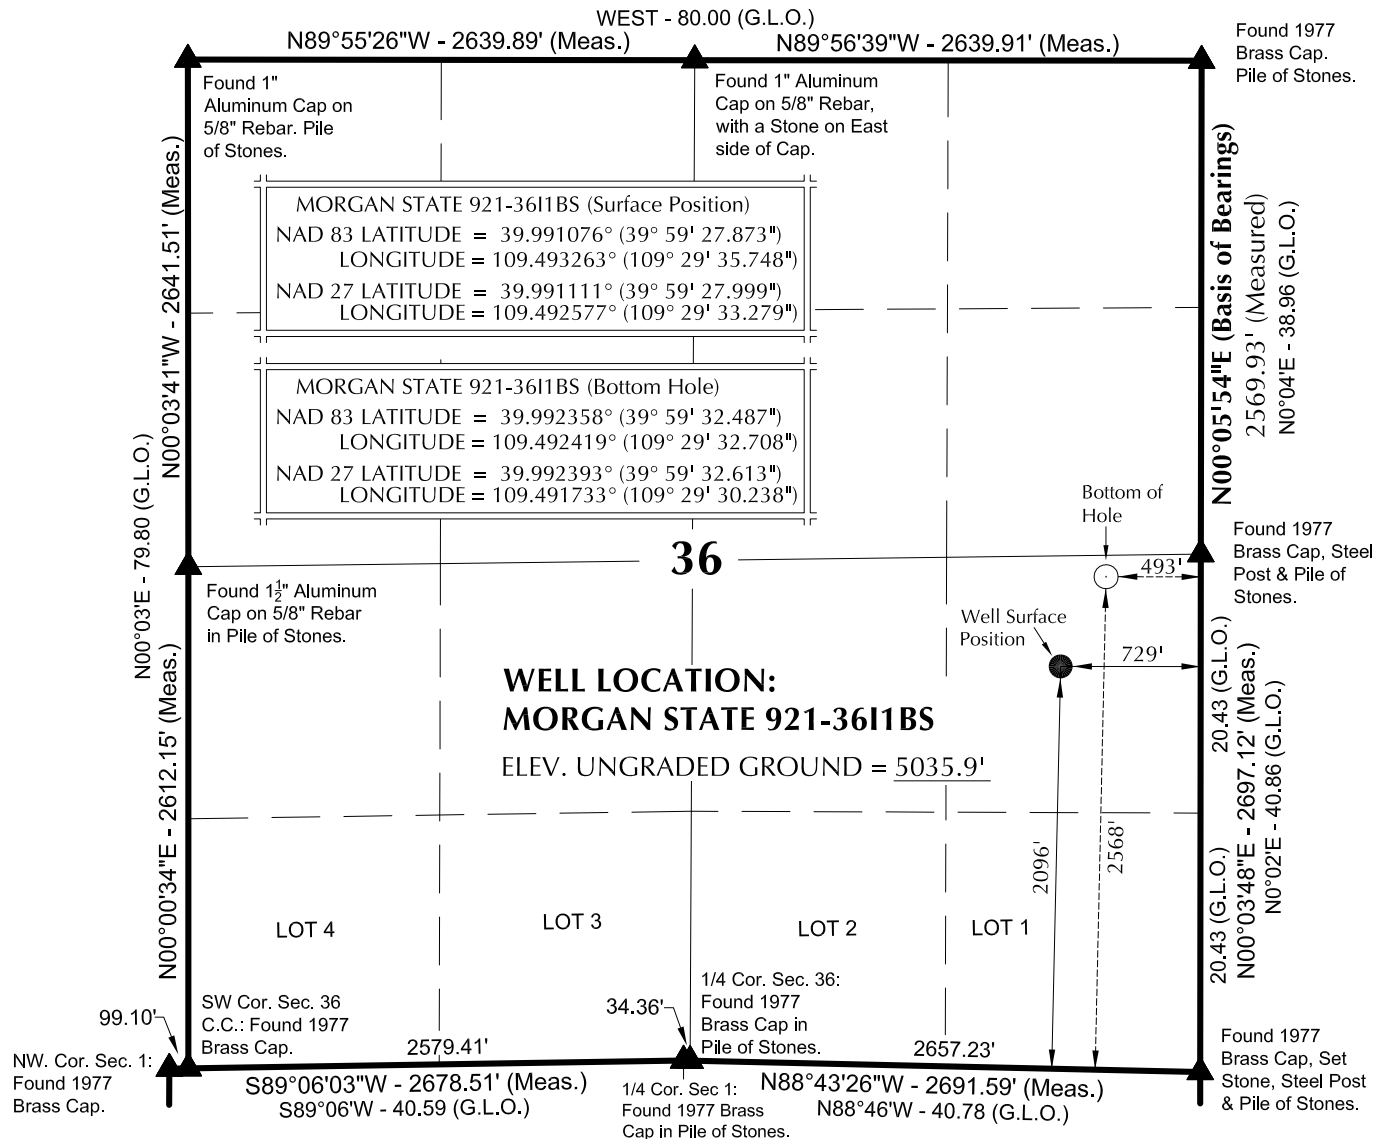 WEST - 80.00 (G.L.O.)
N89°55'26"W - 2639.89' (Meas.)
N89°56'39"W - 2639.91' (Meas.)
Found 1977
Brass Cap.
Pile of Stones.
Found 1"
Aluminum Cap on
5/8" Rebar. Pile
of Stones.
Found 1" Aluminum
Cap on 5/8" Rebar,
with a Stone on East
side of Cap.
MORGAN STATE 921-36I1BS (Surface Position)
NAD 83 LATITUDE = 39.991076° (39° 59' 27.873")
LONGITUDE = 109.493263° (109° 29' 35.748")
NAD 27 LATITUDE = 39.991111° (39° 59' 27.999")
LONGITUDE = 109.492577° (109° 29' 33.279")
MORGAN STATE 921-36I1BS (Bottom Hole)
NAD 83 LATITUDE = 39.992358° (39° 59' 32.487")
LONGITUDE = 109.492419° (109° 29' 32.708")
NAD 27 LATITUDE = 39.992393° (39° 59' 32.613")
LONGITUDE = 109.491733° (109° 29' 30.238")
N00°03'41"W - 2641.51' (Meas.)
N00°03'E - 79.80 (G.L.O.)
N00°00'34"E - 2612.15' (Meas.)
N00°05'54"E (Basis of Bearings)
2569.93' (Measured)
N0°04'E - 38.96 (G.L.O.)
Bottom of
Hole
36
Found 1977
Brass Cap, Steel
Post & Pile of
Stones.
493'
Found 1½" Aluminum
Cap on 5/8" Rebar
in Pile of Stones.
Well Surface
Position
729'
WELL LOCATION:
MORGAN STATE 921-36I1BS
ELEV. UNGRADED GROUND = 5035.9'
2096'
2568'
20.43 (G.L.O.)
20.43 (G.L.O.)
N00°03'48"E - 2697.12' (Meas.)
N0°02'E - 40.86 (G.L.O.)
LOT 4
LOT 3
LOT 2
LOT 1
SW Cor. Sec. 36
C.C.: Found 1977
Brass Cap.
99.10'
NW. Cor. Sec. 1:
Found 1977
Brass Cap.
2579.41'
34.36'
1/4 Cor. Sec. 36:
Found 1977
Brass Cap in
Pile of Stones.
2657.23'
Found 1977
Brass Cap, Set
Stone, Steel Post
& Pile of Stones.
S89°06'03"W - 2678.51' (Meas.)
S89°06'W - 40.59 (G.L.O.)
1/4 Cor. Sec 1:
Found 1977 Brass
Cap in Pile of Stones.
N88°43'26"W - 2691.59' (Meas.)
N88°46'W - 40.78 (G.L.O.)